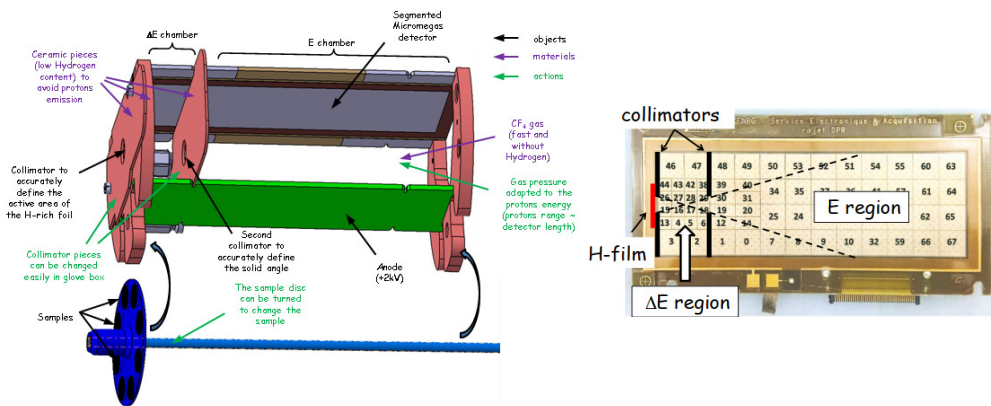 ΔE chamber
E chamber
Segmented
Micromegas
detector
objects
materials
actions
Ceramic pieces
(low Hydrogen
content) to
avoid protons
emission
CF₄ gas
(fast and
without
Hydrogen)
Collimator to
accurately
define the
active area of
the H-rich foil
Gas pressure
adapted to the
protons energy
(protons range ~
detector length)
Collimator pieces
can be changed
easily in glove box
Second
collimator to
accurately define
the solid angle
Anode
(+2kV)
Samples
The sample disc
can be turned
to change the
sample
collimators
Service Electronique & Acquisition
46 47 48 49 50 53 52 51 54 55 60 63
44 43 42 38 39 40 34 35 61 64
26 27 28 29 30 31
15 16 17 18 19 20 25 24 62 65
13 4 5 6 12 14
3 2 1 0 7 8 9 10 32 59 66 67
E region
H-film
ΔE region